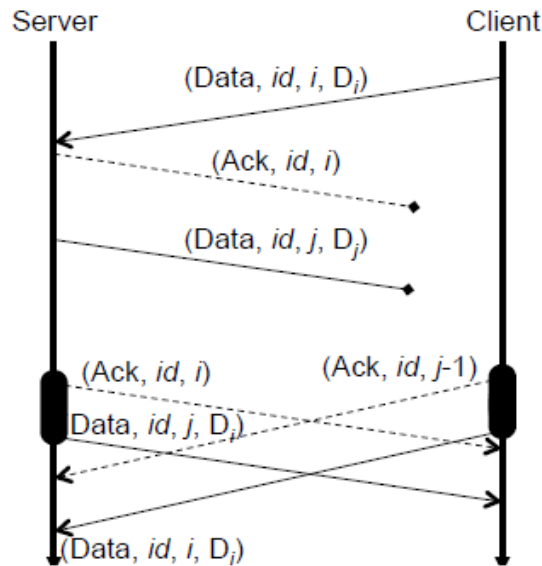 Server Client
(Data, id, i, Dᵢ)
(Ack, id, i)
(Data, id, j, Dⱼ)
(Ack, id, i) (Ack, id, j-1)
(Data, id, j, Dⱼ)
(Data, id, i, Dᵢ)